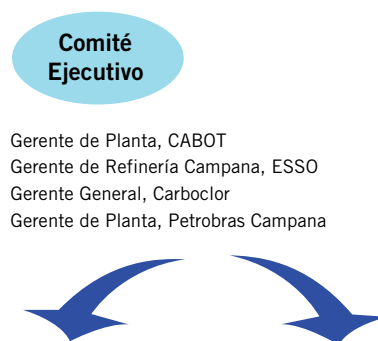 Comité
Ejecutivo
Gerente de Planta, CABOT
Gerente de Refinería Campana, ESSO
Gerente General, Carboclor
Gerente de Planta, Petrobras Campana